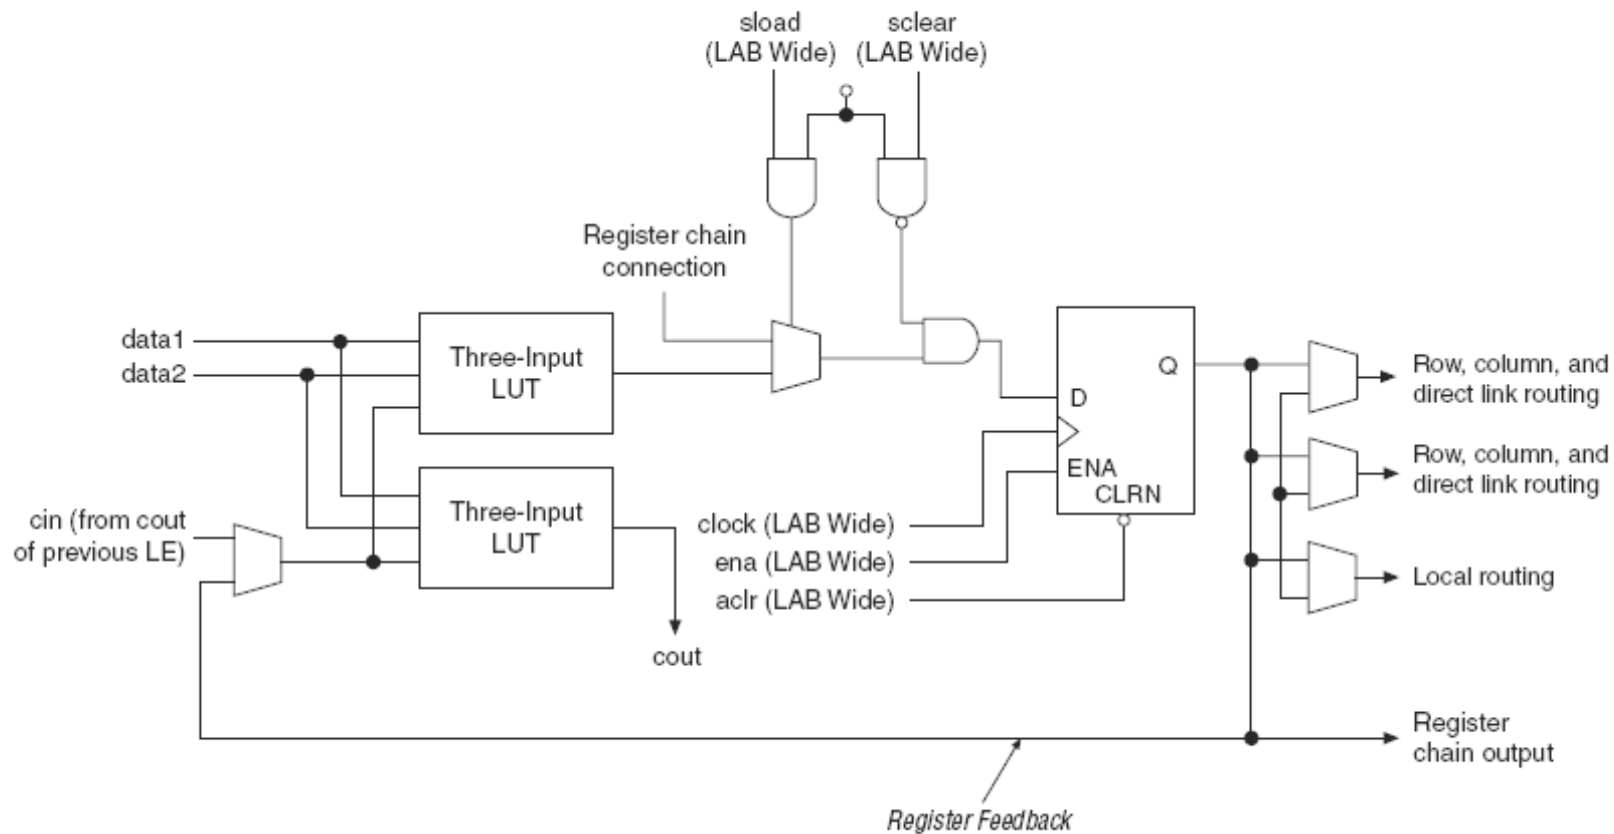 sload
(LAB Wide)
sclear
(LAB Wide)
Register chain
connection
data1
data2
Three-Input
LUT
Three-Input
LUT
cin (from cout
of previous LE)
cout
D
Q
ENA
CLRN
clock (LAB Wide)
ena (LAB Wide)
aclr (LAB Wide)
Row, column, and
direct link routing
Row, column, and
direct link routing
Local routing
Register
chain output
Register Feedback